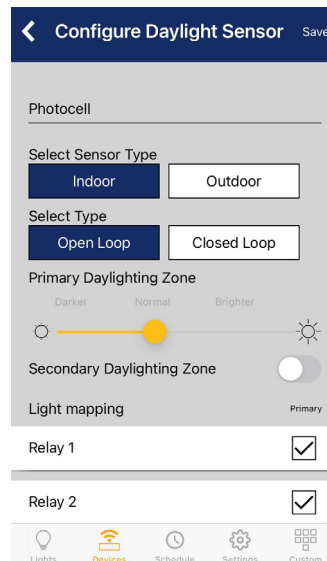 Configure Daylight Sensor Save
Photocell
Select Sensor Type
Indoor Outdoor
Select Type
Open Loop Closed Loop
Primary Daylighting Zone
Darker Normal Brighter
Secondary Daylighting Zone
Light mapping Primary
Relay 1
Relay 2
Lights Devices Schedule Settings Custom